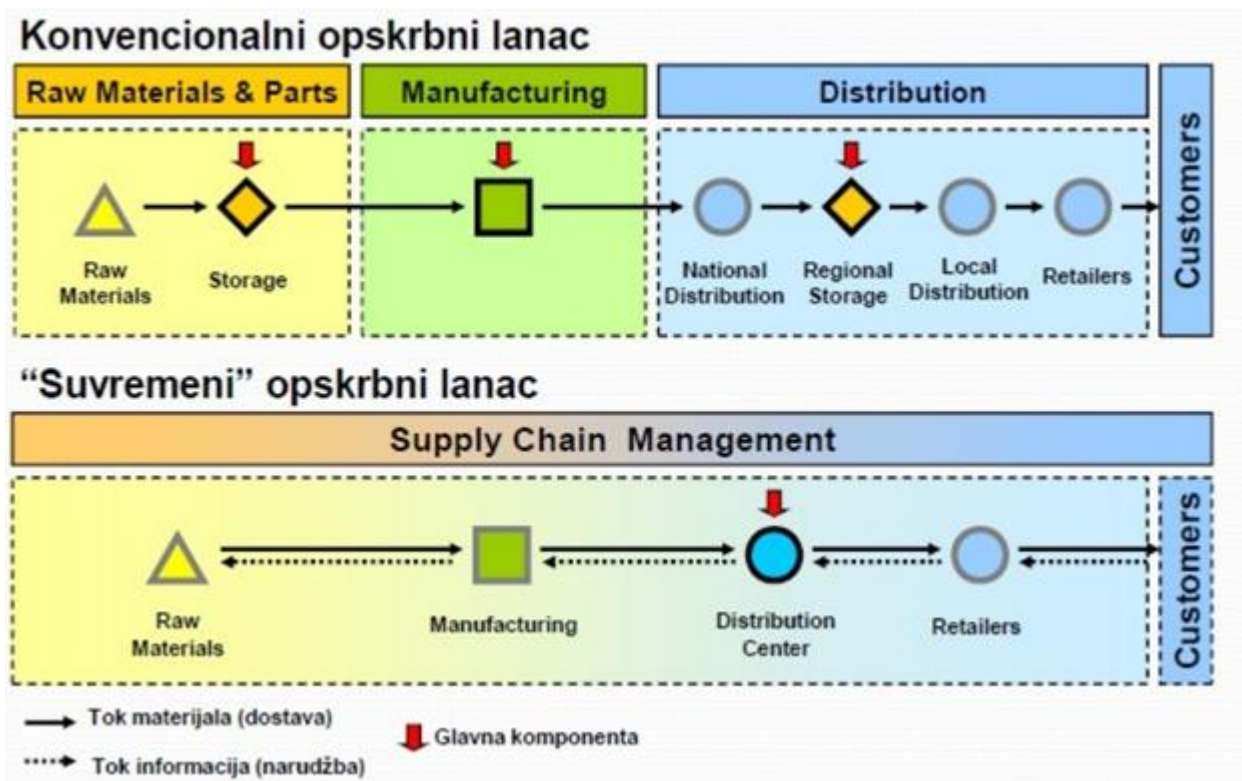 Konvencionalni opskrbni lanac
Raw Materials & Parts
Manufacturing
Distribution
Customers
Raw
Materials
Storage
National
Distribution
Regional
Storage
Local
Distribution
Retailers
“Suvremeni” opskrbni lanac
Supply Chain Management
Customers
Raw
Materials
Manufacturing
Distribution
Center
Retailers
Tok materijala (dostava)
Glavna komponenta
Tok informacija (narudžba)